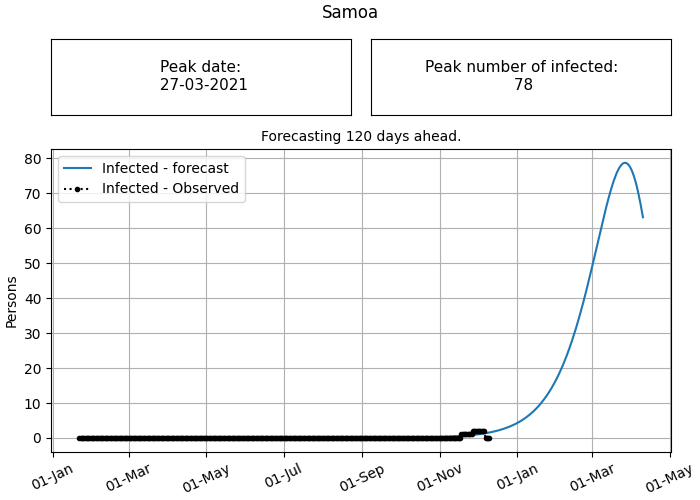 Samoa
Peak date:
27-03-2021
Peak number of infected:
78
Forecasting 120 days ahead.
Infected - forecast
Infected - Observed
Persons
80
70
60
50
40
30
20
10
0
01-Jan
01-Mar
01-May
01-Jul
01-Sep
01-Nov
01-Jan
01-Mar
01-May